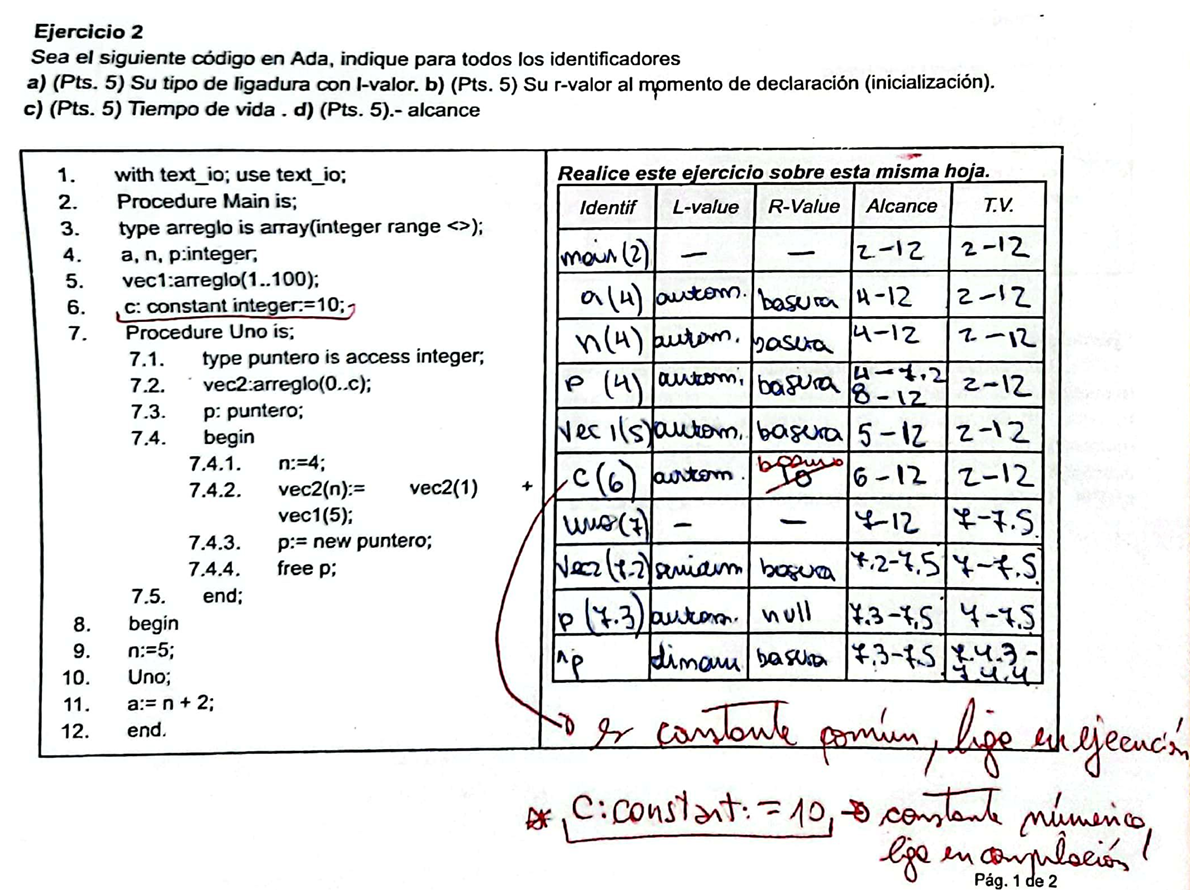 Ejercicio 2
Sea el siguiente código en Ada, indique para todos los identificadores
a) (Pts. 5) Su tipo de ligadura con l-valor. b) (Pts. 5) Su r-valor al momento de declaración (inicialización).
c) (Pts. 5) Tiempo de vida . d) (Pts. 5).- alcance
1. with text_io; use text_io;
2. Procedure Main is;
3. type arreglo is array(integer range <>);
4. a, n, p:integer;
5. vec1:arreglo(1..100);
6. c: constant integer:=10;
7. Procedure Uno is;
7.1. type puntero is access integer;
7.2. vec2:arreglo(0..c);
7.3. p: puntero;
7.4. begin
7.4.1. n:=4;
7.4.2. vec2(n):= vec2(1) +
vec1(5);
7.4.3. p:= new puntero;
7.4.4. free p;
7.5. end;
8. begin
9. n:=5;
10. Uno;
11. a:= n + 2;
12. end.
Realice este ejercicio sobre esta misma hoja.
Identif L-value R-Value Alcance T.V.
main (2) — — 2-12 2-12
a (4) autom. basura 4-12 2-12
n (4) autom. basura 4-12 2-12
p (4) autom. basura 4-7.2 2-12
8-12
vec1(5) autom. basura 5-12 2-12
c (6) autom. basura 6-12 2-12
10
uno (7) — — 7-12 7-7.5
vec2 (7.2) semidin basura 7.2-7.5 7-7.5
p (7.3) autom. null 7.3-7.5 7-7.5
^p dinam basura 7.3-7.5 7.4.3-
7.4.4
es constante común, liga en ejecución
* C:constant:=10, → constante númerica,
liga en compilación!
Pág. 1 de 2